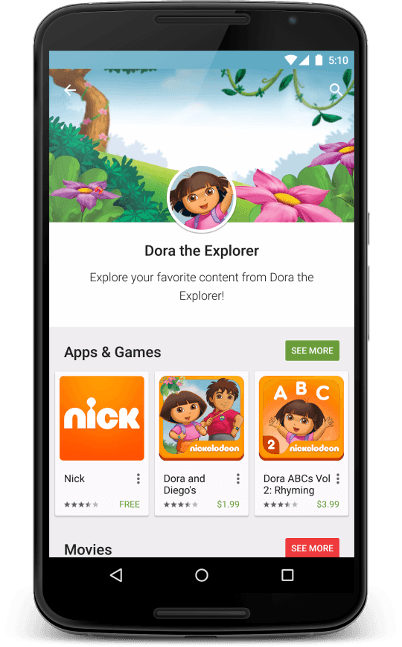 5:10
Dora the Explorer
Explore your favorite content from Dora the
Explorer!
Apps & Games
SEE MORE
nick
nickelodeon
A B C
2
nickelodeon
Nick
FREE
Dora and
Diego's
$1.99
Dora ABCs Vol
2: Rhyming
$3.99
Movies
SEE MORE